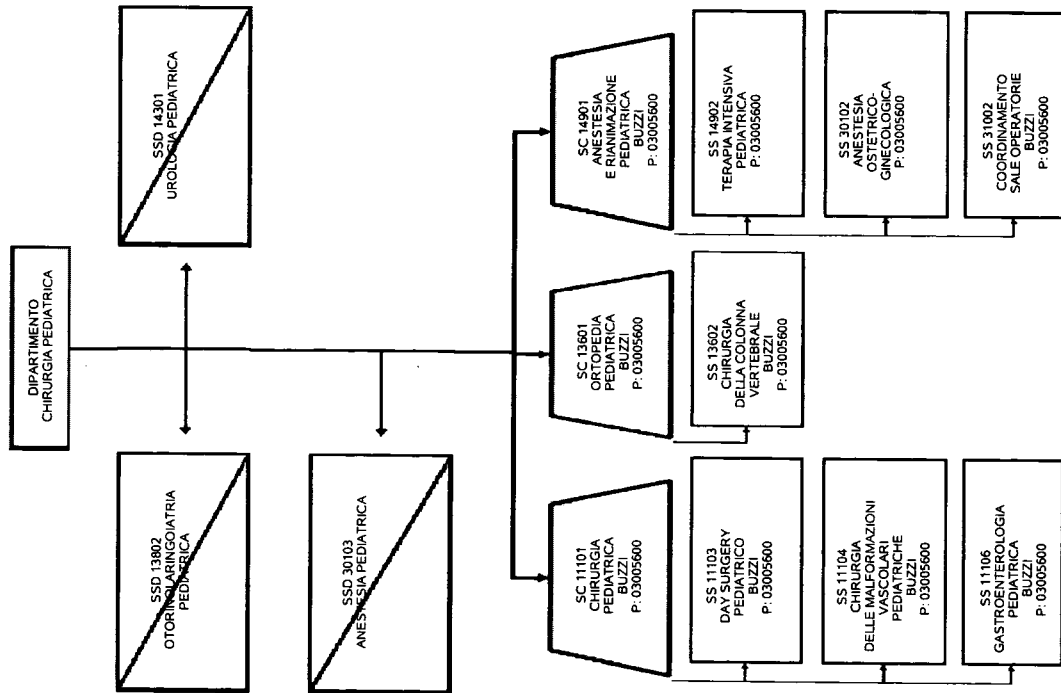 DIPARTIMENTO
CHIRURGIA PEDIATRICA
SSD 13802
OTORINOLARINGOIATRIA
PEDIATRICA
SSD 14301
UROLOGIA PEDIATRICA
SSD 30103
ANESTESIA PEDIATRICA
SC 11101
CHIRURGIA
PEDIATRICA
BUZZI
P: 03005600
SS 11103
DAY SURGERY
PEDIATRICO
BUZZI
P: 03005600
SS 11104
CHIRURGIA
DELLE MALFORMAZIONI
VASCOLARI
PEDIATRICHE
BUZZI
P: 03005600
SS 11106
GASTROENTEROLOGIA
PEDIATRICA
BUZZI
P: 03005600
SC 13601
ORTOPEDIA
PEDIATRICA
BUZZI
P: 03005600
SS 13602
CHIRURGIA
DELLA COLONNA
VERTEBRALE
BUZZI
P: 03005600
SC 14901
ANESTESIA
E RIANIMAZIONE
PEDIATRICA
BUZZI
P: 03005600
SS 14902
TERAPIA INTENSIVA
PEDIATRICA
P: 03005600
SS 30102
ANESTESIA
OSTETRICO-
GINECOLOGICA
P: 03005600
SS 31002
COORDINAMENTO
SALE OPERATORIE
BUZZI
P: 03005600